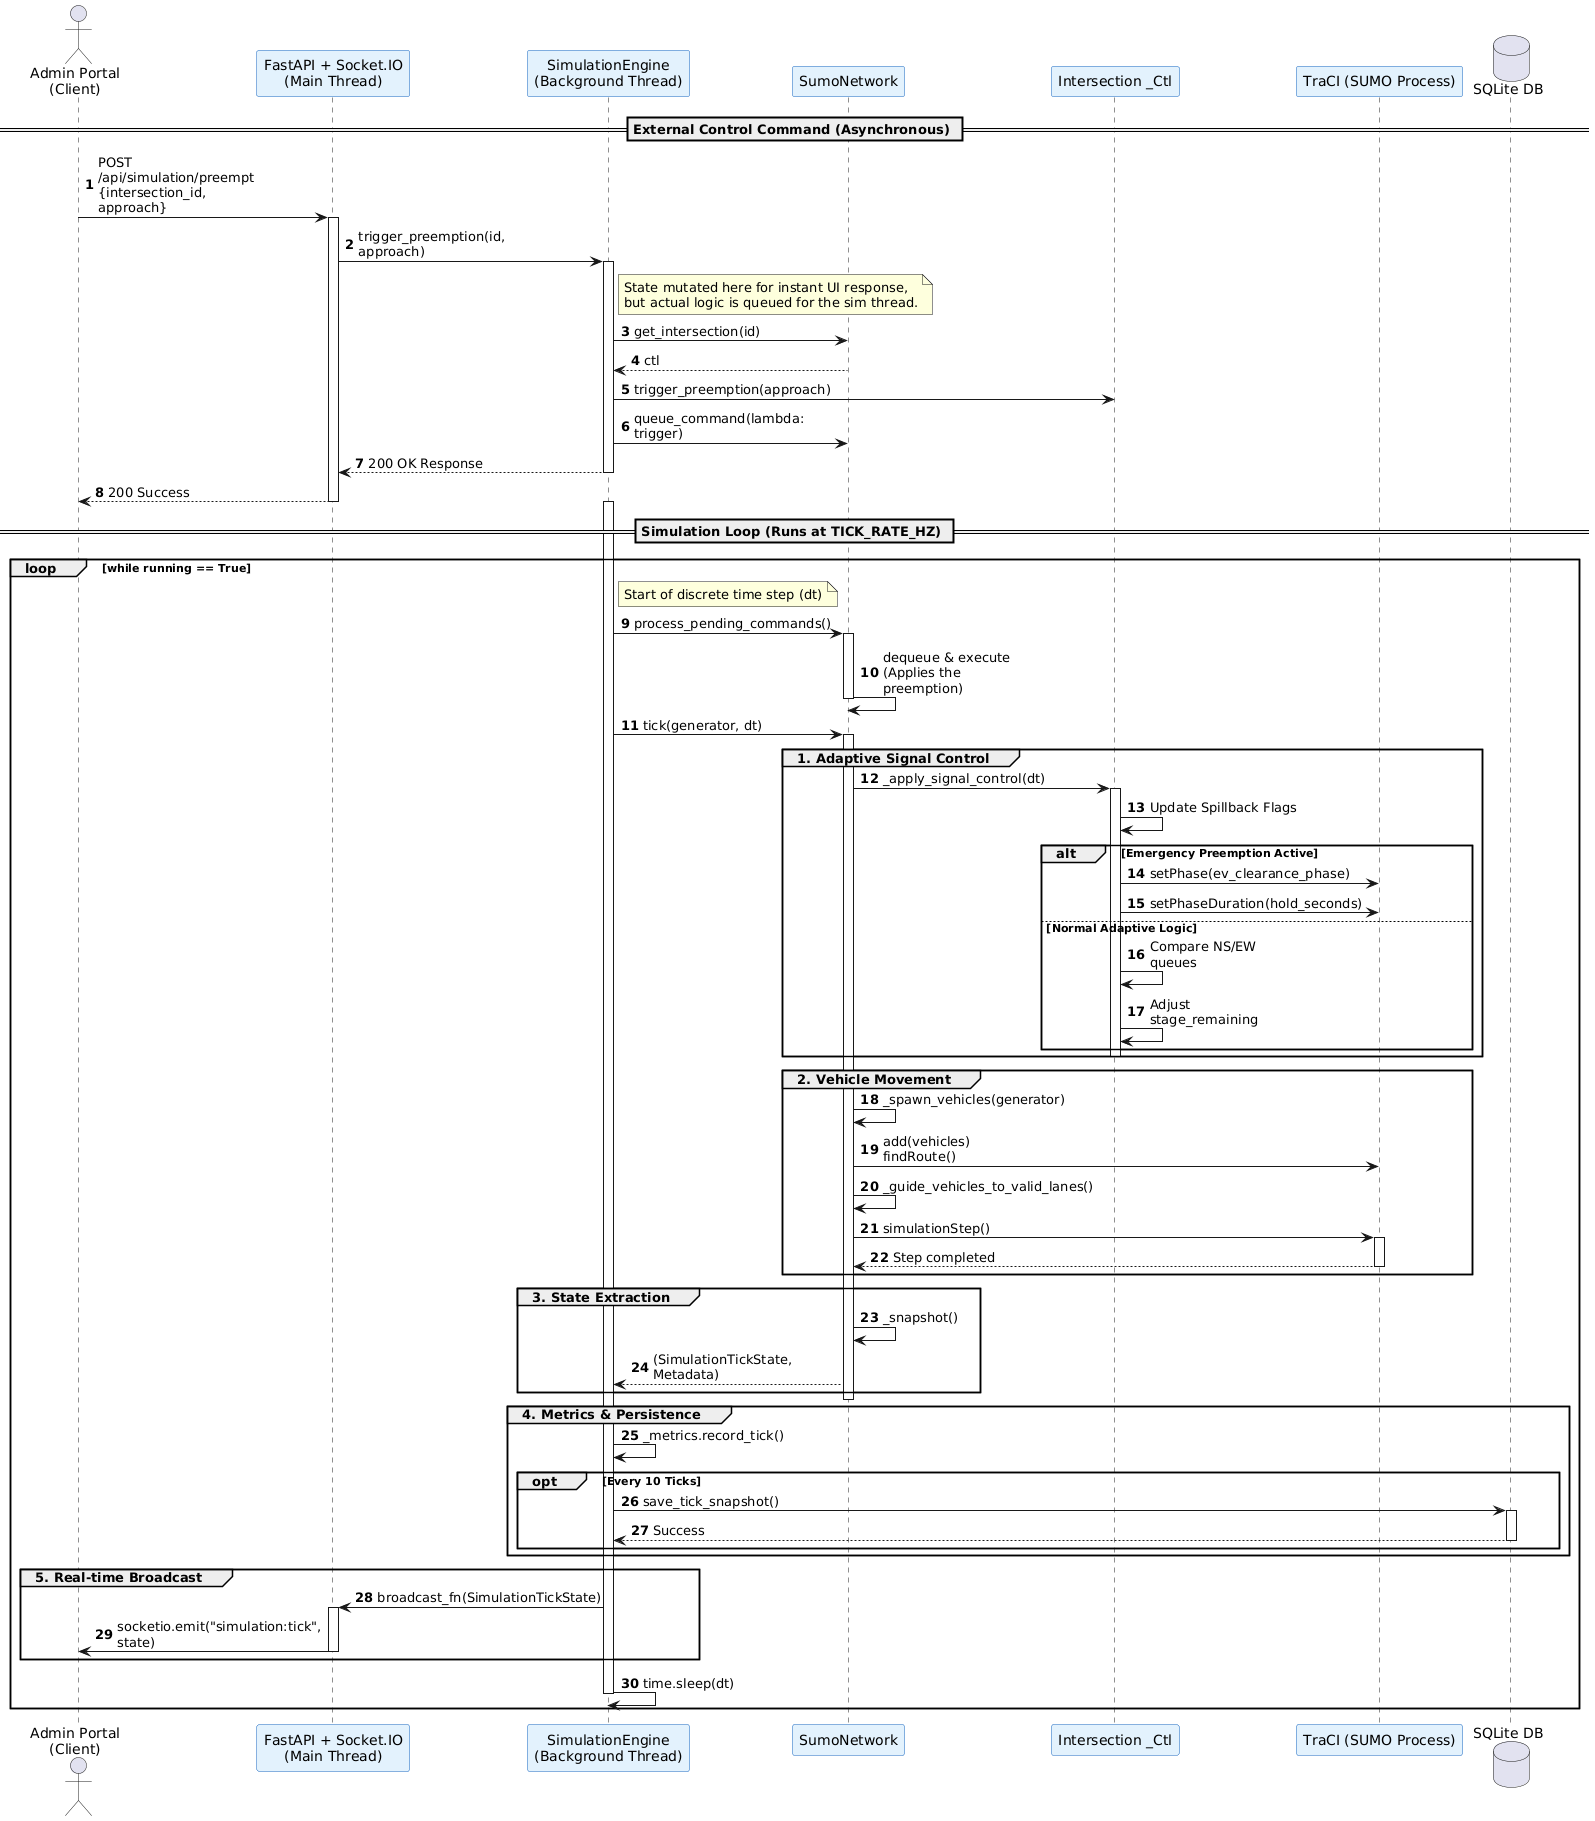 Admin Portal
(Client)
FastAPI + Socket.IO
(Main Thread)
SimulationEngine
(Background Thread)
SumoNetwork
Intersection _Ctl
TraCI (SUMO Process)
SQLite DB
External Control Command (Asynchronous)
1 POST
/api/simulation/preempt
{intersection_id,
approach}
2 trigger_preemption(id,
approach)
State mutated here for instant UI response,
but actual logic is queued for the sim thread.
3 get_intersection(id)
4 ctl
5 trigger_preemption(approach)
6 queue_command(lambda:
trigger)
7 200 OK Response
8 200 Success
Simulation Loop (Runs at TICK_RATE_HZ)
loop [while running == True]
Start of discrete time step (dt)
9 process_pending_commands()
10 dequeue & execute
(Applies the
preemption)
11 tick(generator, dt)
1. Adaptive Signal Control
12 _apply_signal_control(dt)
13 Update Spillback Flags
alt [Emergency Preemption Active]
14 setPhase(ev_clearance_phase)
15 setPhaseDuration(hold_seconds)
[Normal Adaptive Logic]
16 Compare NS/EW
queues
17 Adjust
stage_remaining
2. Vehicle Movement
18 _spawn_vehicles(generator)
19 add(vehicles)
findRoute()
20 _guide_vehicles_to_valid_lanes()
21 simulationStep()
22 Step completed
3. State Extraction
23 _snapshot()
24 (SimulationTickState,
Metadata)
4. Metrics & Persistence
25 _metrics.record_tick()
opt [Every 10 Ticks]
26 save_tick_snapshot()
27 Success
5. Real-time Broadcast
28 broadcast_fn(SimulationTickState)
29 socketio.emit("simulation:tick",
state)
30 time.sleep(dt)
Admin Portal
(Client)
FastAPI + Socket.IO
(Main Thread)
SimulationEngine
(Background Thread)
SumoNetwork
Intersection _Ctl
TraCI (SUMO Process)
SQLite DB